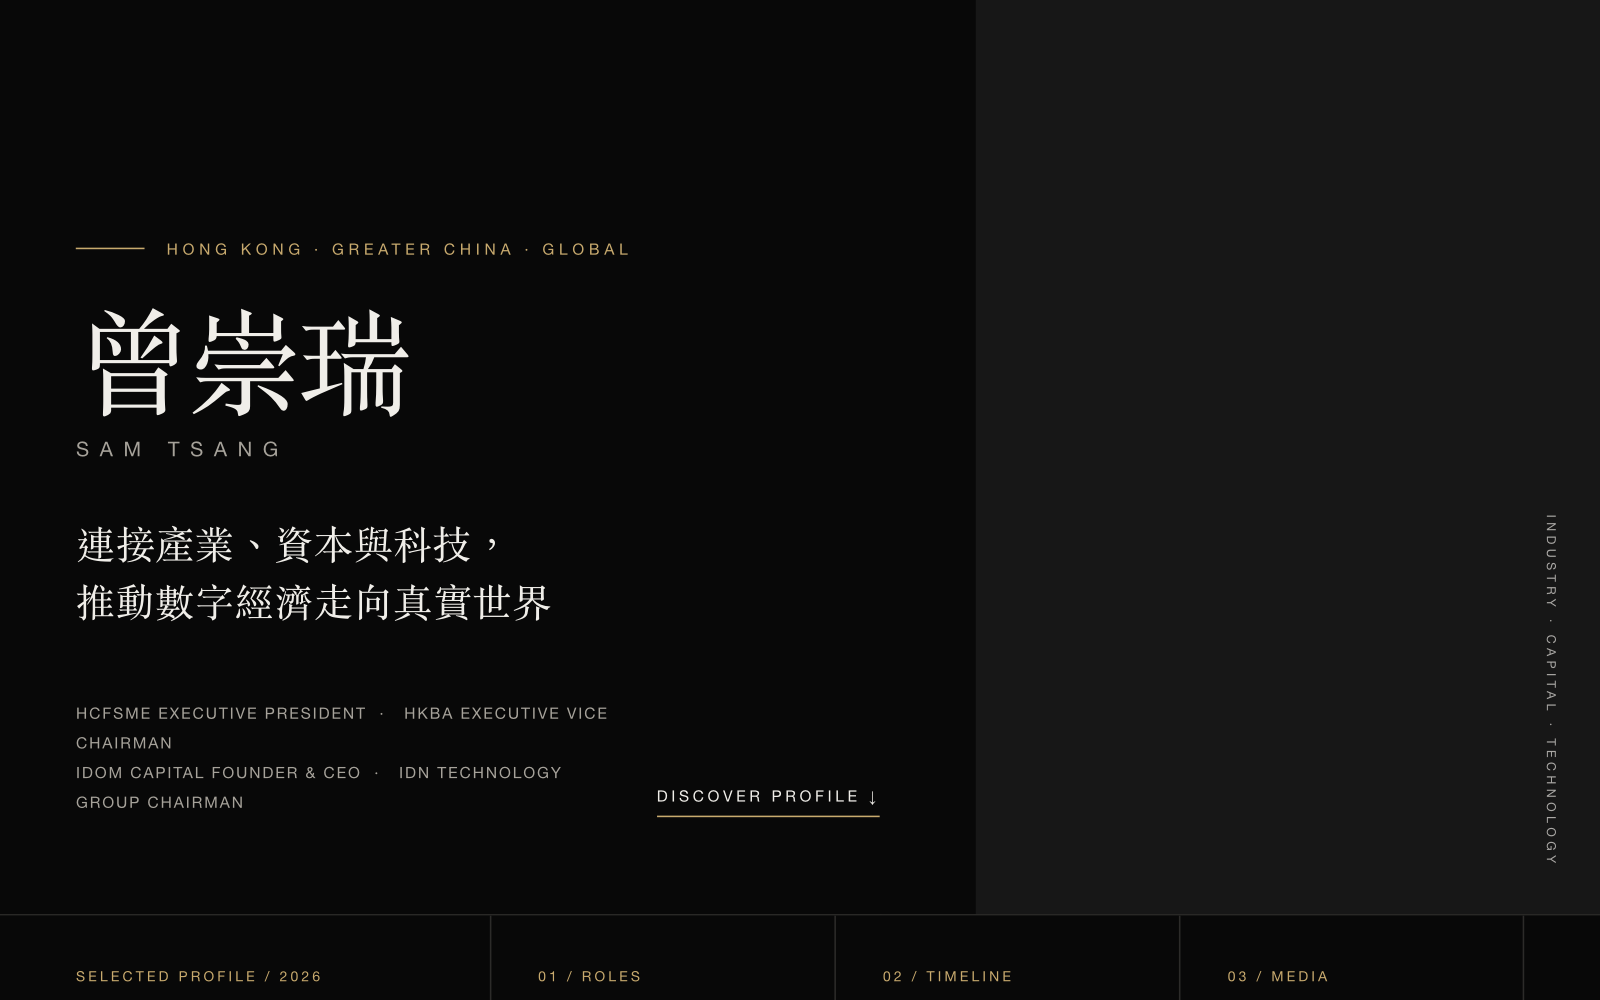 HONG KONG · GREATER CHINA · GLOBAL
曾崇瑞
SAM TSANG
連接產業、資本與科技，
推動數字經濟走向真實世界
HCFSME EXECUTIVE PRESIDENT · HKBA EXECUTIVE VICE
CHAIRMAN
IDOM CAPITAL FOUNDER & CEO · IDN TECHNOLOGY
GROUP CHAIRMAN
DISCOVER PROFILE ↓
INDUSTRY · CAPITAL · TECHNOLOGY
SELECTED PROFILE / 2026
01 / ROLES
02 / TIMELINE
03 / MEDIA